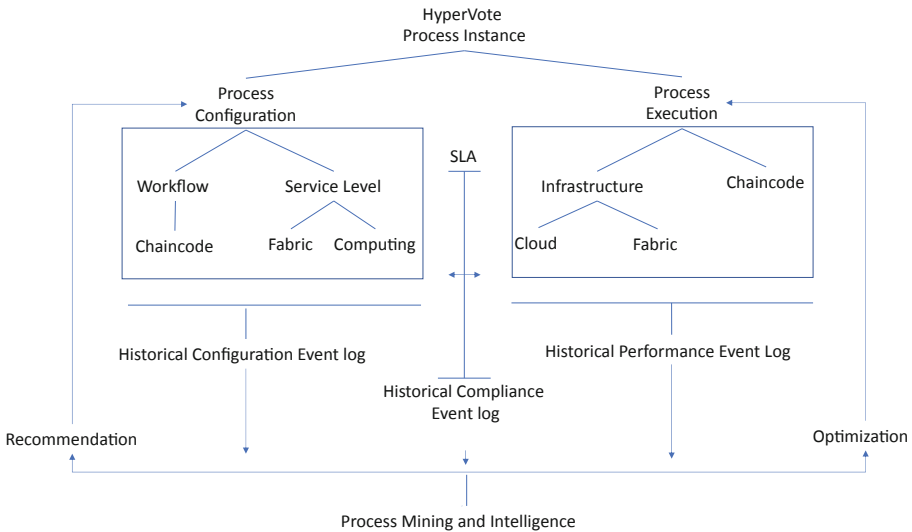 HyperVote
Process Instance
Process
Configuration
Process
Execution
SLA
Workflow
Service Level
Infrastructure
Chaincode
Chaincode
Fabric
Computing
Cloud
Fabric
Historical Configuration Event log
Historical Performance Event Log
Historical Compliance
Event log
Recommendation
Optimization
Process Mining and Intelligence